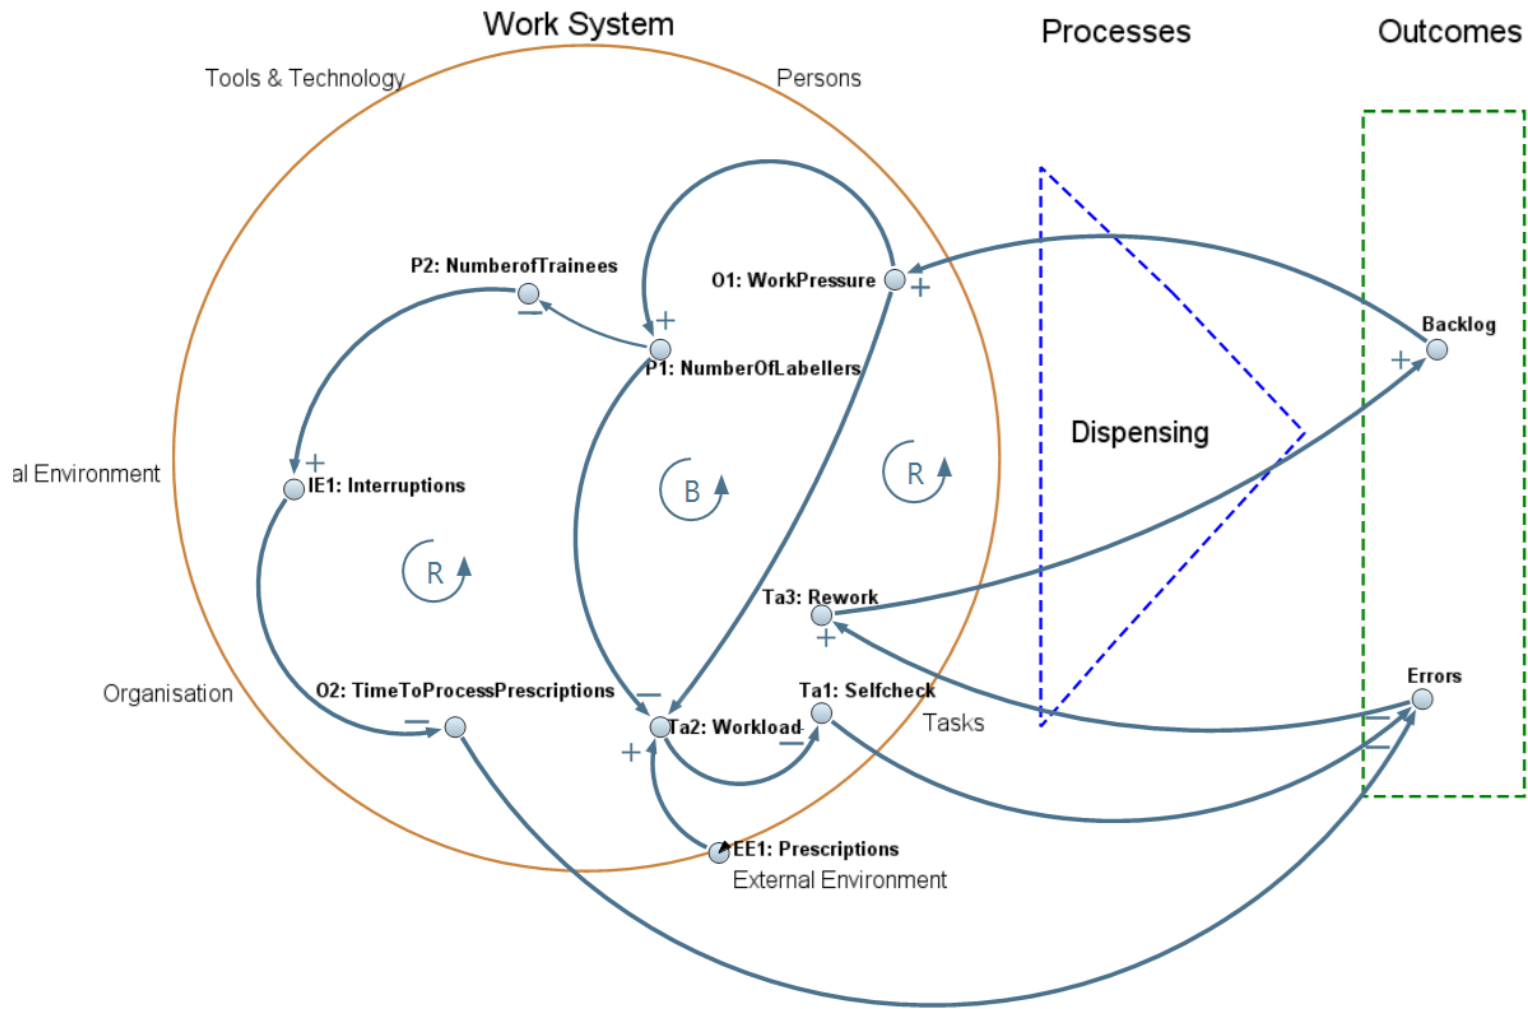 Work System
Processes
Outcomes
Tools & Technology
Persons
P2: NumberofTrainees
O1: WorkPressure
+
+
Backlog
+
P1: NumberOfLabellers
Dispensing
al Environment
+
IE1: Interruptions
B
R
R
Ta3: Rework
+
Organisation
O2: TimeToProcessPrescriptions
−
−
−
Ta1: Selfcheck
Errors
Tasks
Ta2: Workload
−
−
−
+
EE1: Prescriptions
External Environment